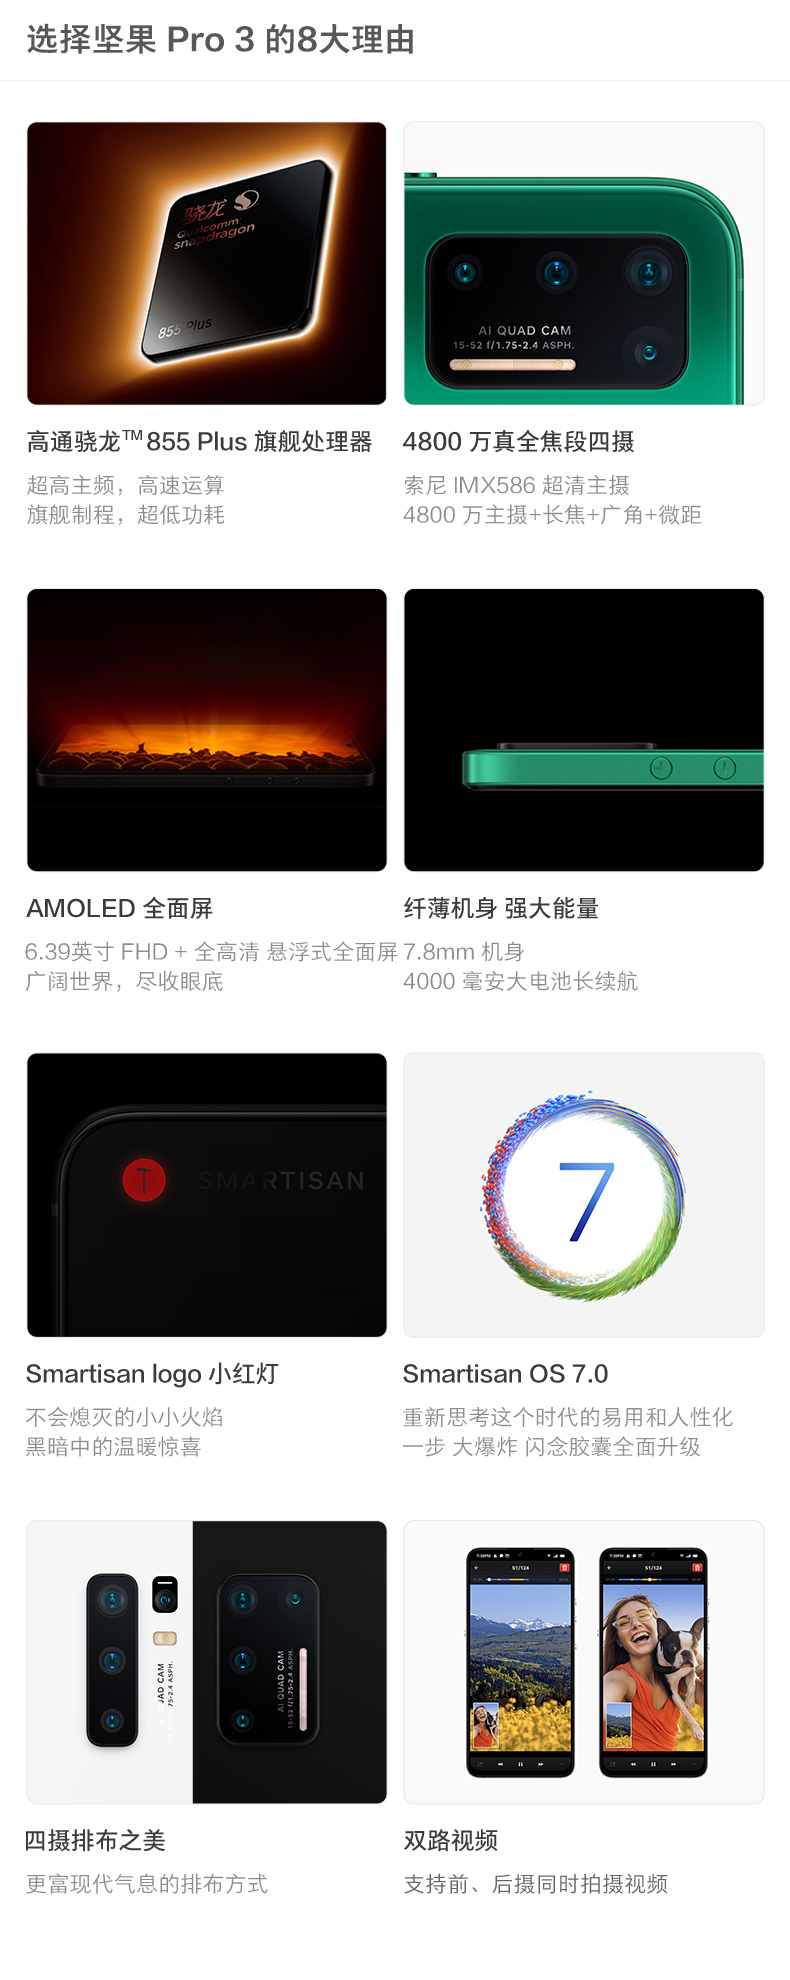 选择坚果 Pro 3 的8大理由
骁龙
Qualcomm
snapdragon
855 Plus
AI QUAD CAM
15-52 f/1.75-2.4 ASPH.
高通骁龙™855 Plus 旗舰处理器
超高主频，高速运算
旗舰制程，超低功耗
4800 万真全焦段四摄
索尼 IMX586 超清主摄
4800 万主摄+长焦+广角+微距
AMOLED 全面屏
6.39英寸 FHD + 全高清 悬浮式全面屏
广阔世界，尽收眼底
纤薄机身 强大能量
7.8mm 机身
4000 毫安大电池长续航
SMARTISAN
7
Smartisan logo 小红灯
不会熄灭的小小火焰
黑暗中的温暖惊喜
Smartisan OS 7.0
重新思考这个时代的易用和人性化
一步 大爆炸 闪念胶囊全面升级
AI QUAD CAM
15-52 f/1.75-2.4 ASPH.
7:30PM
51/124
7:30PM
51/124
四摄排布之美
更富现代气息的排布方式
双路视频
支持前、后摄同时拍摄视频